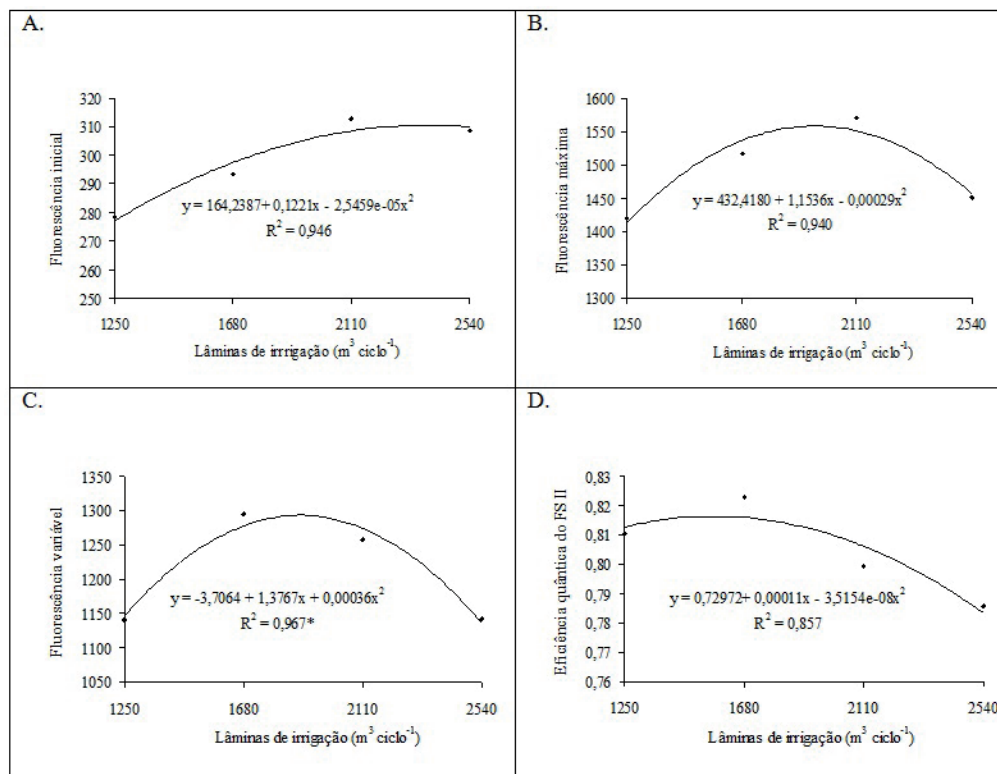 A.
Fluorescência inicial
320
310
300
290
280
270
260
250
y = 164,2387+ 0,1221x - 2,5459e-05x²
R² = 0,946
1250 1680 2110 2540
Lâminas de irrrigação (m³ ciclo⁻¹)
B.
Fluorescência máxima
1600
1550
1500
1450
1400
1350
1300
y = 432,4180 + 1,1536x - 0,00029x²
R² = 0,940
1250 1680 2110 2540
Lâminas de irrigação (m³ ciclo⁻¹)
C.
Fluorescência variável
1350
1300
1250
1200
1150
1100
1050
y = -3,7064 + 1,3767x + 0,00036x²
R² = 0,967*
1250 1680 2110 2540
Lâminas de irrigação (m³ ciclo⁻¹)
D.
Eficiência quântica do FS II
0,83
0,82
0,81
0,80
0,79
0,78
0,77
0,76
y = 0,72972 + 0,00011x - 3,5154e-08x²
R² = 0,857
1250 1680 2110 2540
Lâminas de irrigação (m³ ciclo⁻¹)